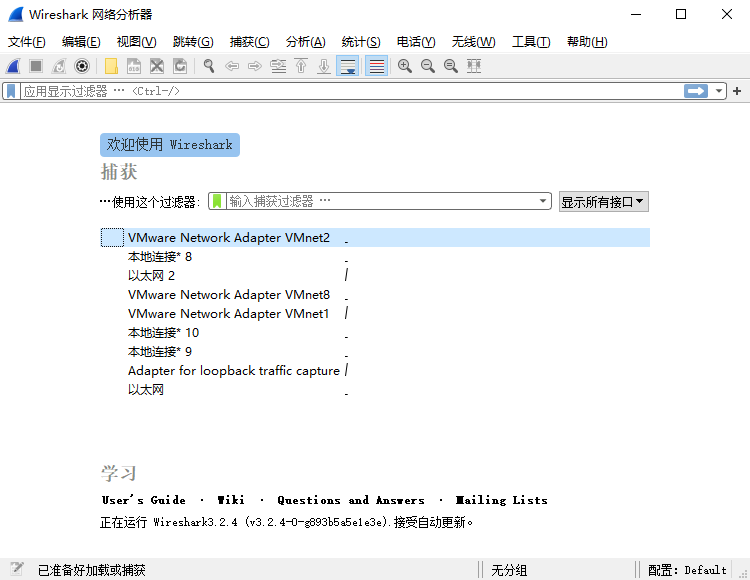 Wireshark 网络分析器
文件(F) 编辑(E) 视图(V) 跳转(G) 捕获(C) 分析(A) 统计(S) 电话(Y) 无线(W) 工具(T) 帮助(H)
应用显示过滤器 … <Ctrl-/>
欢迎使用 Wireshark
捕获
…使用这个过滤器: 输入捕获过滤器 … 显示所有接口
VMware Network Adapter VMnet2
本地连接* 8
以太网 2
VMware Network Adapter VMnet8
VMware Network Adapter VMnet1
本地连接* 10
本地连接* 9
Adapter for loopback traffic capture
以太网
学习
User's Guide · Wiki · Questions and Answers · Mailing Lists
正在运行 Wireshark3.2.4 (v3.2.4-0-g893b5a5e1e3e).接受自动更新。
已准备好加载或捕获 无分组 配置: Default